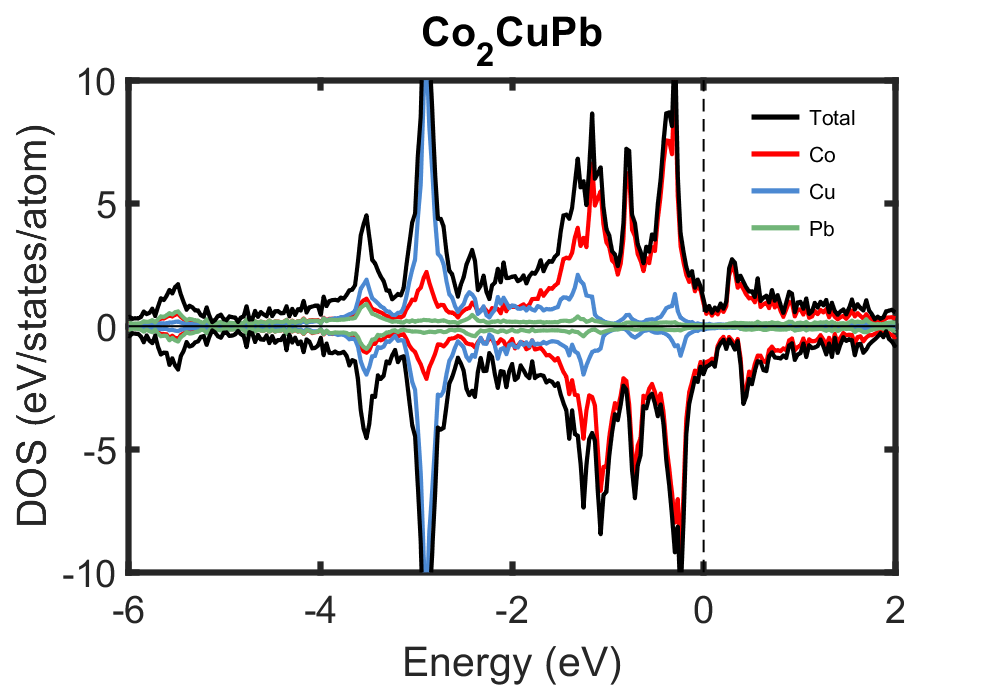 Co₂CuPb
10
5
0
-5
-10
DOS (eV/states/atom)
Total
Co
Cu
Pb
-6 -4 -2 0 2
Energy (eV)